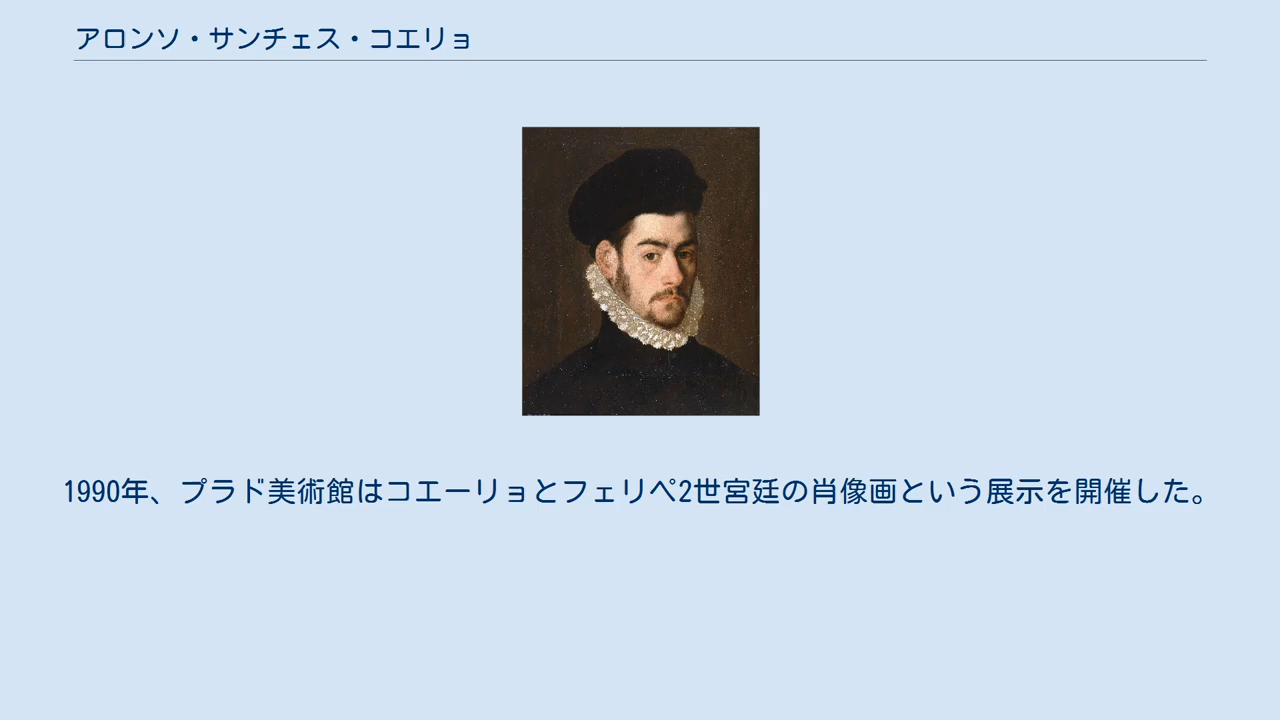 アロンソ・サンチェス・コエリョ
1990年、プラド美術館はコエーリョとフェリペ2世宮廷の肖像画という展示を開催した。